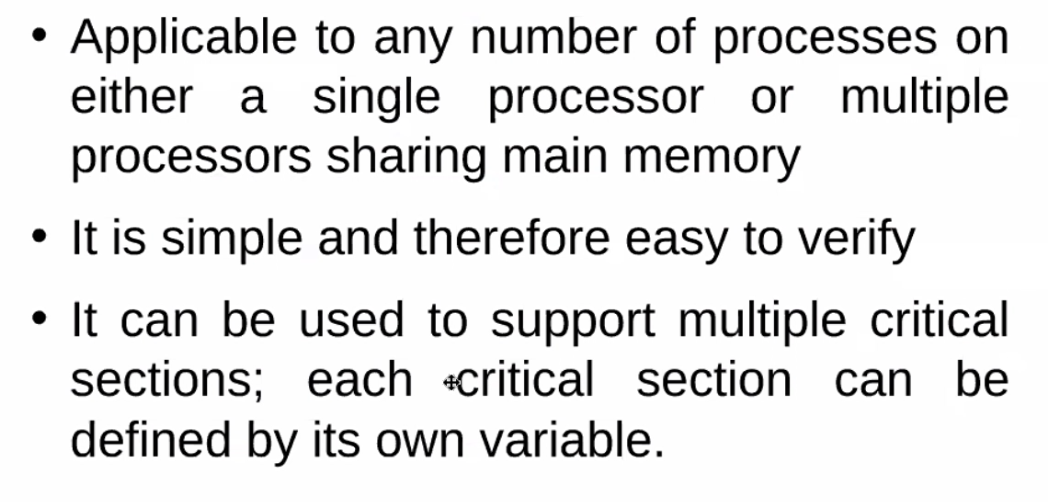 • Applicable to any number of processes on
either a single processor or multiple
processors sharing main memory
• It is simple and therefore easy to verify
• It can be used to support multiple critical
sections; each critical section can be
defined by its own variable.